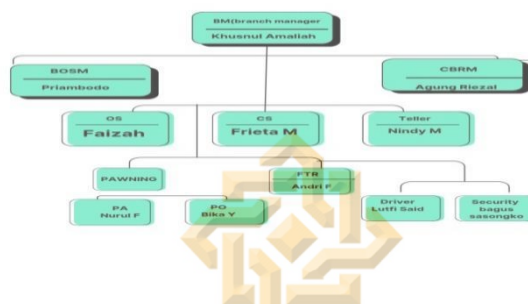 BM(branch manager
Khusnul Amaliah
BOSM
Priambodo
CBRM
Agung Riezal
OS
Faizah
CS
Frieta M
Teller
Nindy M
PAWNING
FTR
Andri F
PA
Nurul F
PO
Bika Y
Driver
Lutfi Said
Security
bagus
sasongko